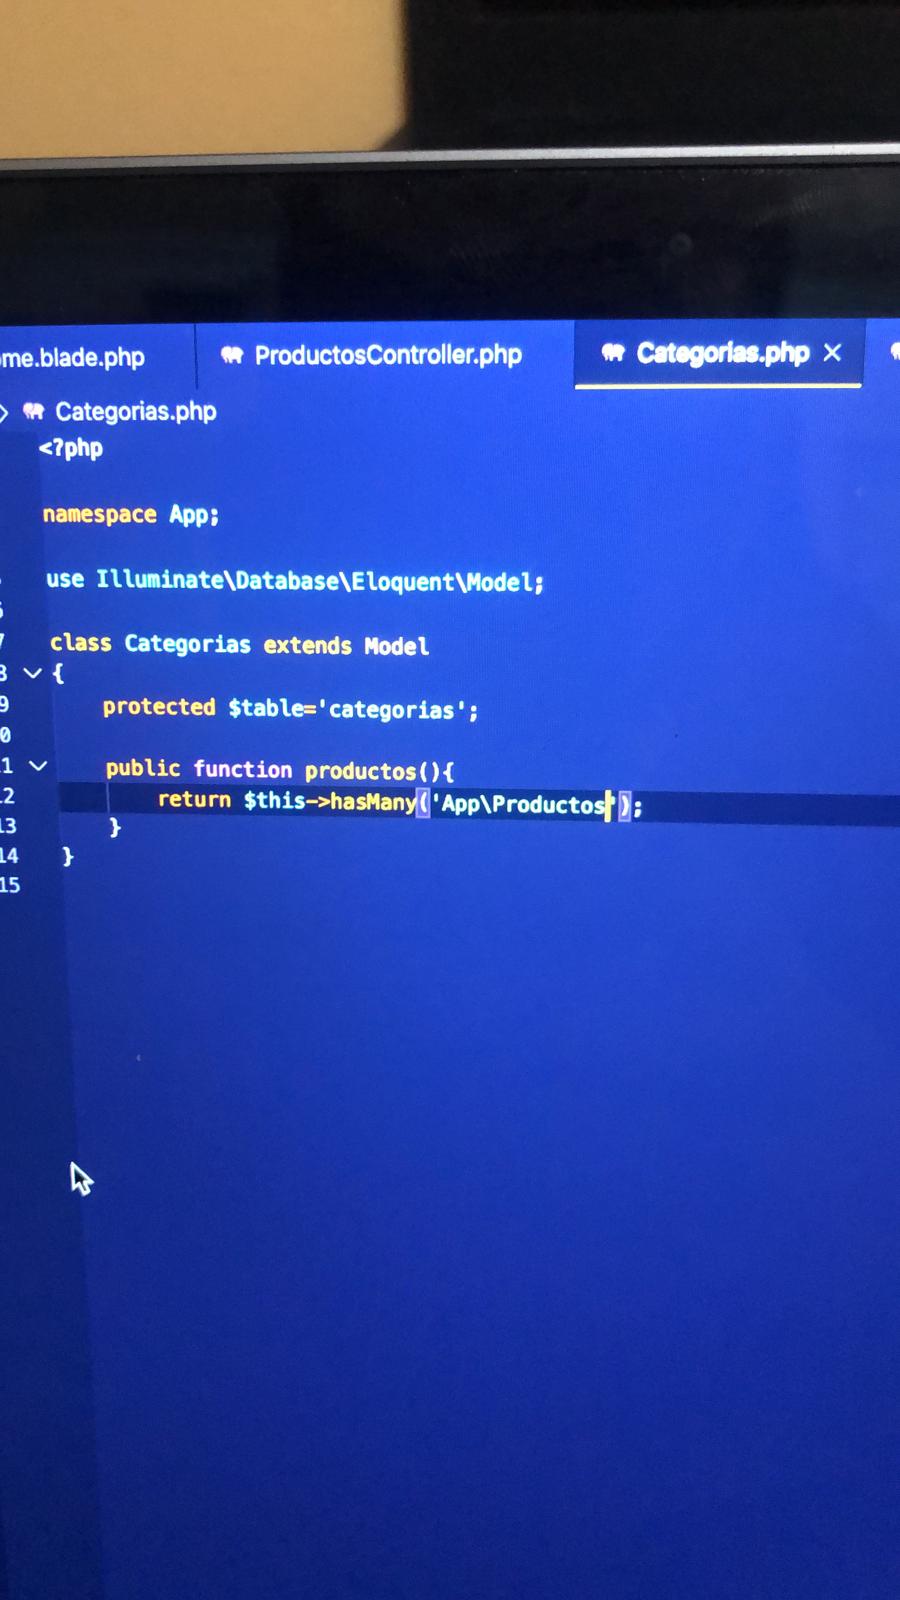 me.blade.php ProductosController.php Categorias.php
Categorias.php
<?php
namespace App;
use Illuminate\Database\Eloquent\Model;
7 class Categorias extends Model
8 {
9 protected $table='categorias';
0
1 public function productos(){
2 return $this->hasMany('App\Productos');
13 }
14 }
15